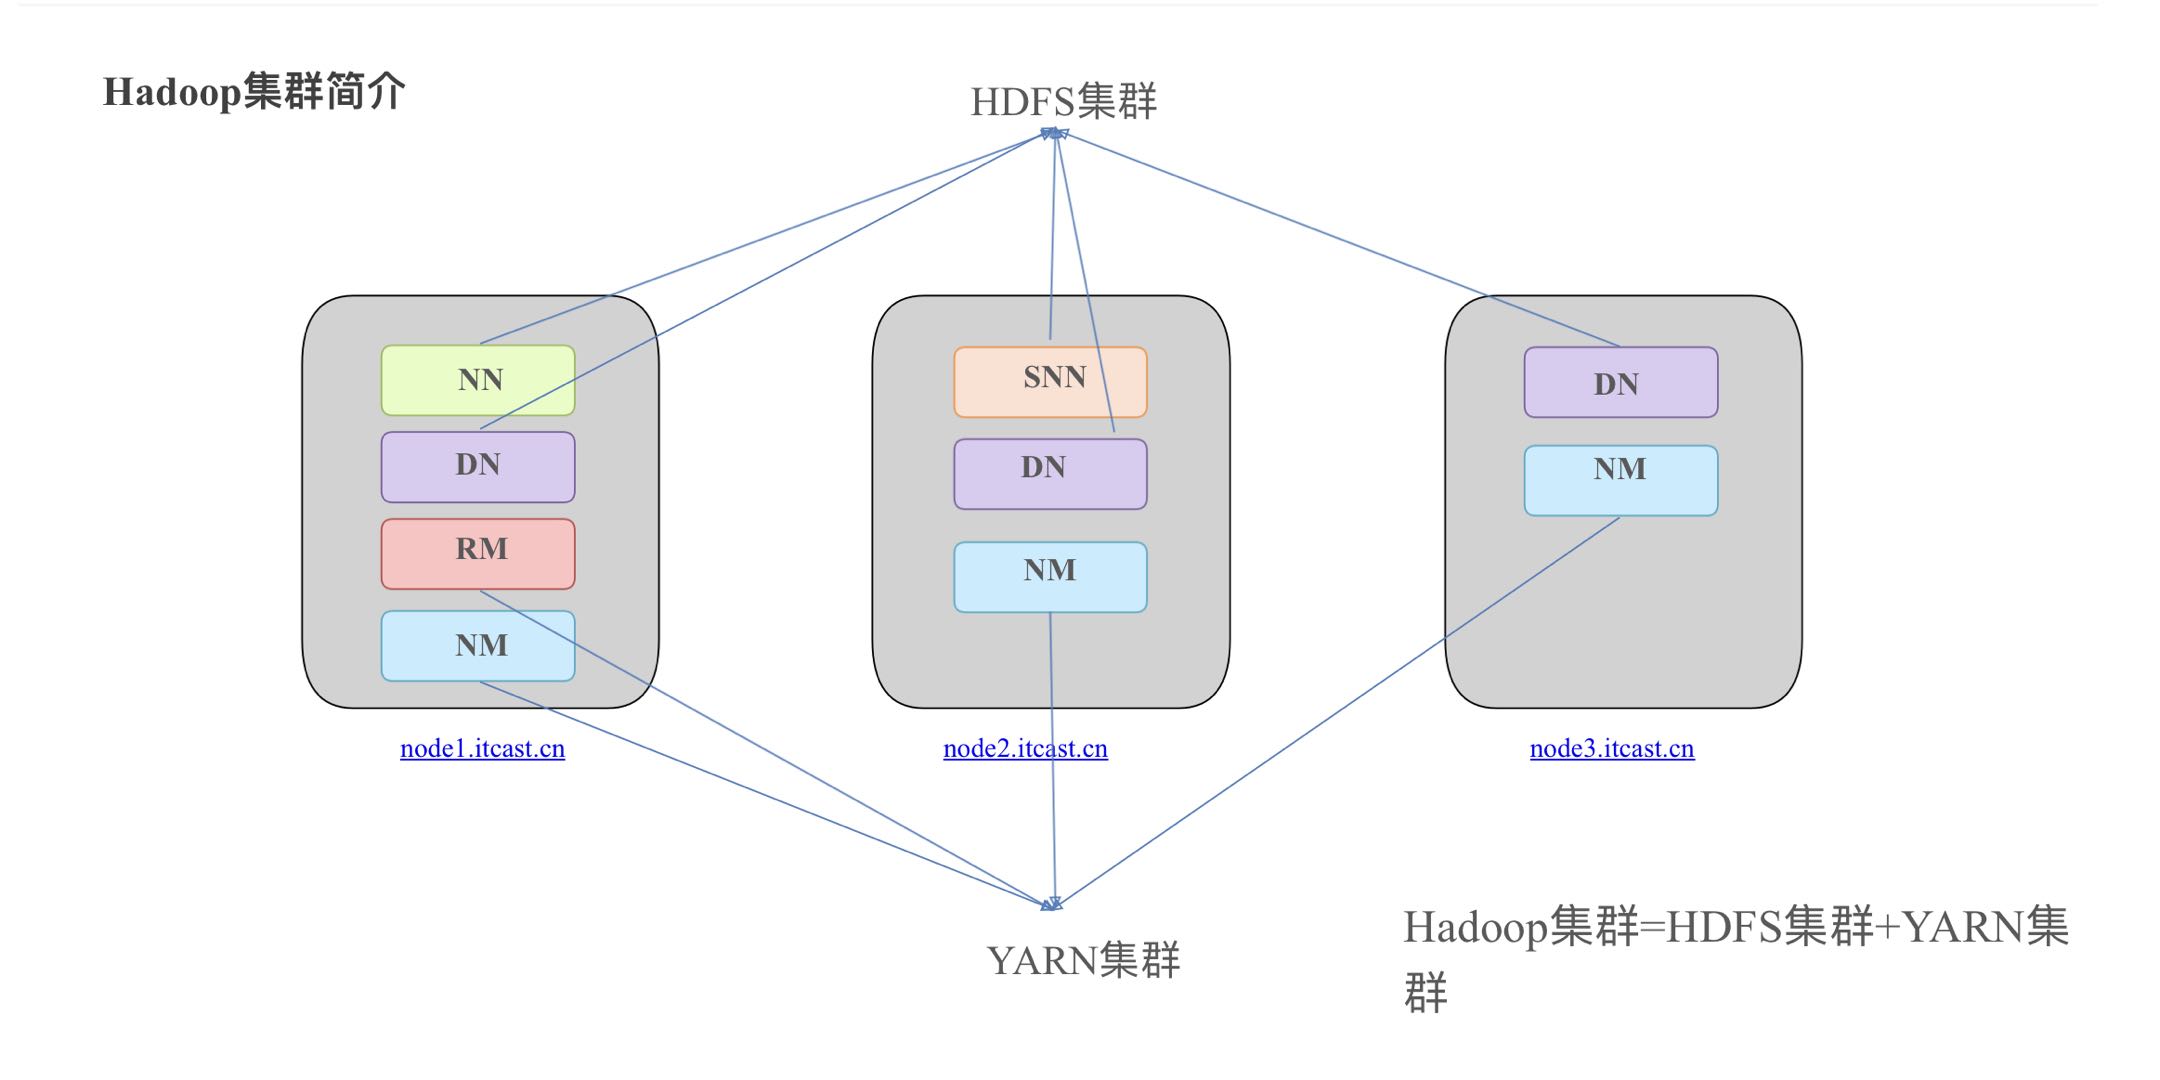 Hadoop集群简介
HDFS集群
NN
DN
RM
NM
SNN
DN
NM
DN
NM
node1.itcast.cn
node2.itcast.cn
node3.itcast.cn
YARN集群
Hadoop集群=HDFS集群+YARN集
群